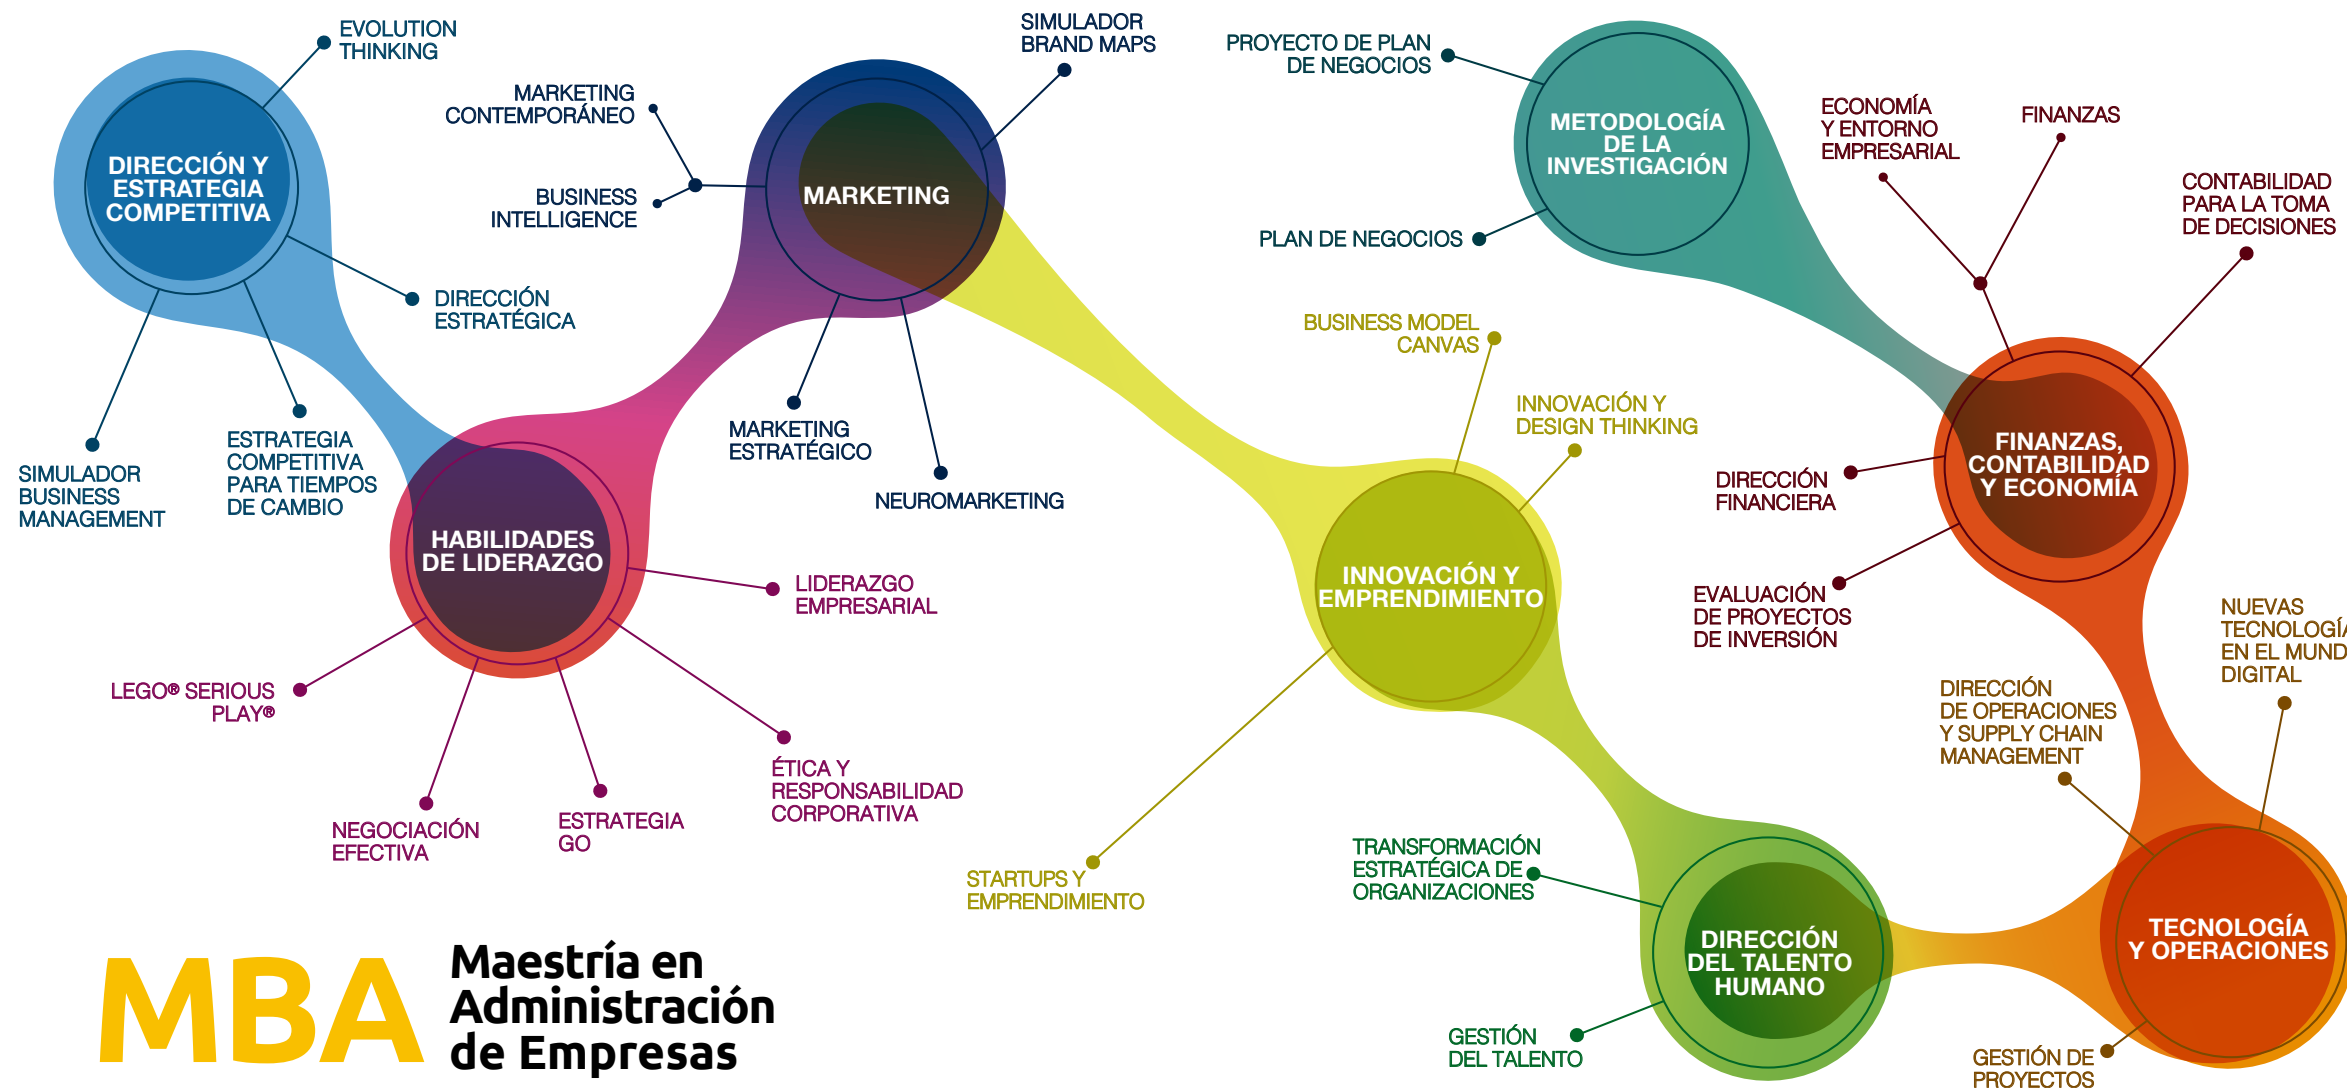 EVOLUTION
THINKING
DIRECCIÓN Y
ESTRATEGIA
COMPETITIVA
DIRECCIÓN
ESTRATÉGICA
ESTRATEGIA
COMPETITIVA
PARA TIEMPOS
DE CAMBIO
SIMULADOR
BUSINESS
MANAGEMENT
HABILIDADES
DE LIDERAZGO
LIDERAZGO
EMPRESARIAL
LEGO® SERIOUS
PLAY®
NEGOCIACIÓN
EFECTIVA
ESTRATEGIA
GO
ÉTICA Y
RESPONSABILIDAD
CORPORATIVA
SIMULADOR
BRAND MAPS
MARKETING
CONTEMPORÁNEO
BUSINESS
INTELLIGENCE
MARKETING
MARKETING
ESTRATÉGICO
NEUROMARKETING
BUSINESS MODEL
CANVAS
INNOVACIÓN Y
DESIGN THINKING
INNOVACIÓN Y
EMPRENDIMIENTO
STARTUPS Y
EMPRENDIMIENTO
TRANSFORMACIÓN
ESTRATÉGICA DE
ORGANIZACIONES
DIRECCIÓN
DEL TALENTO
HUMANO
GESTIÓN
DEL TALENTO
PROYECTO DE PLAN
DE NEGOCIOS
METODOLOGÍA
DE LA
INVESTIGACIÓN
PLAN DE NEGOCIOS
ECONOMÍA
Y ENTORNO
EMPRESARIAL
FINANZAS
CONTABILIDAD
PARA LA TOMA
DE DECISIONES
FINANZAS,
CONTABILIDAD
Y ECONOMÍA
DIRECCIÓN
FINANCIERA
EVALUACIÓN
DE PROYECTOS
DE INVERSIÓN
NUEVAS
TECNOLOGÍA
EN EL MUND
DIGITAL
DIRECCIÓN
DE OPERACIONES
Y SUPPLY CHAIN
MANAGEMENT
TECNOLOGÍA
Y OPERACIONES
GESTIÓN DE
PROYECTOS
MBA
Maestría en
Administración
de Empresas